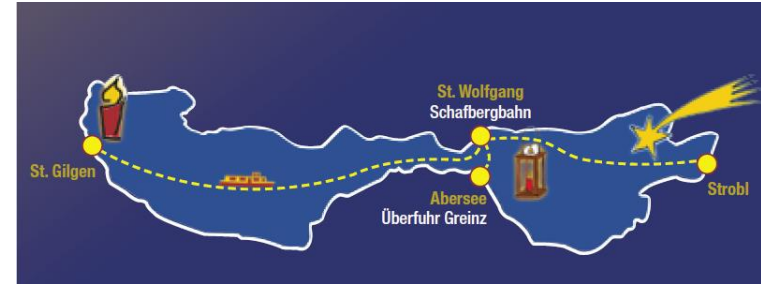 St. Wolfgang
Schafbergbahn
St. Gilgen
Abersee
Überfuhr Greinz
Strobl